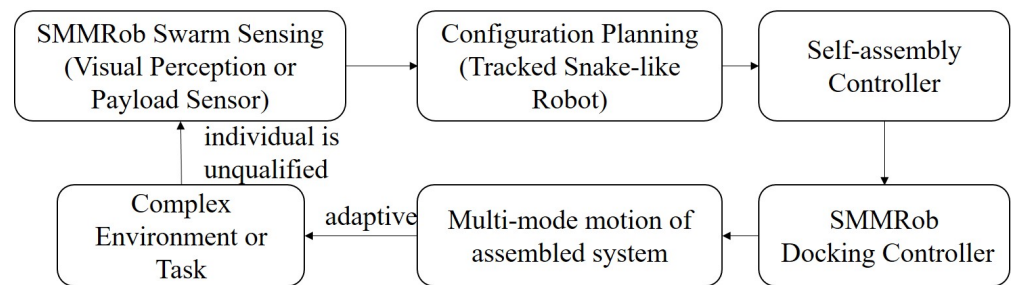 SMMRob Swarm Sensing
(Visual Perception or
Payload Sensor)
Configuration Planning
(Tracked Snake-like
Robot)
Self-assembly
Controller
individual is
unqualified
Complex
Environment or
Task
adaptive
Multi-mode motion of
assembled system
SMMRob
Docking Controller